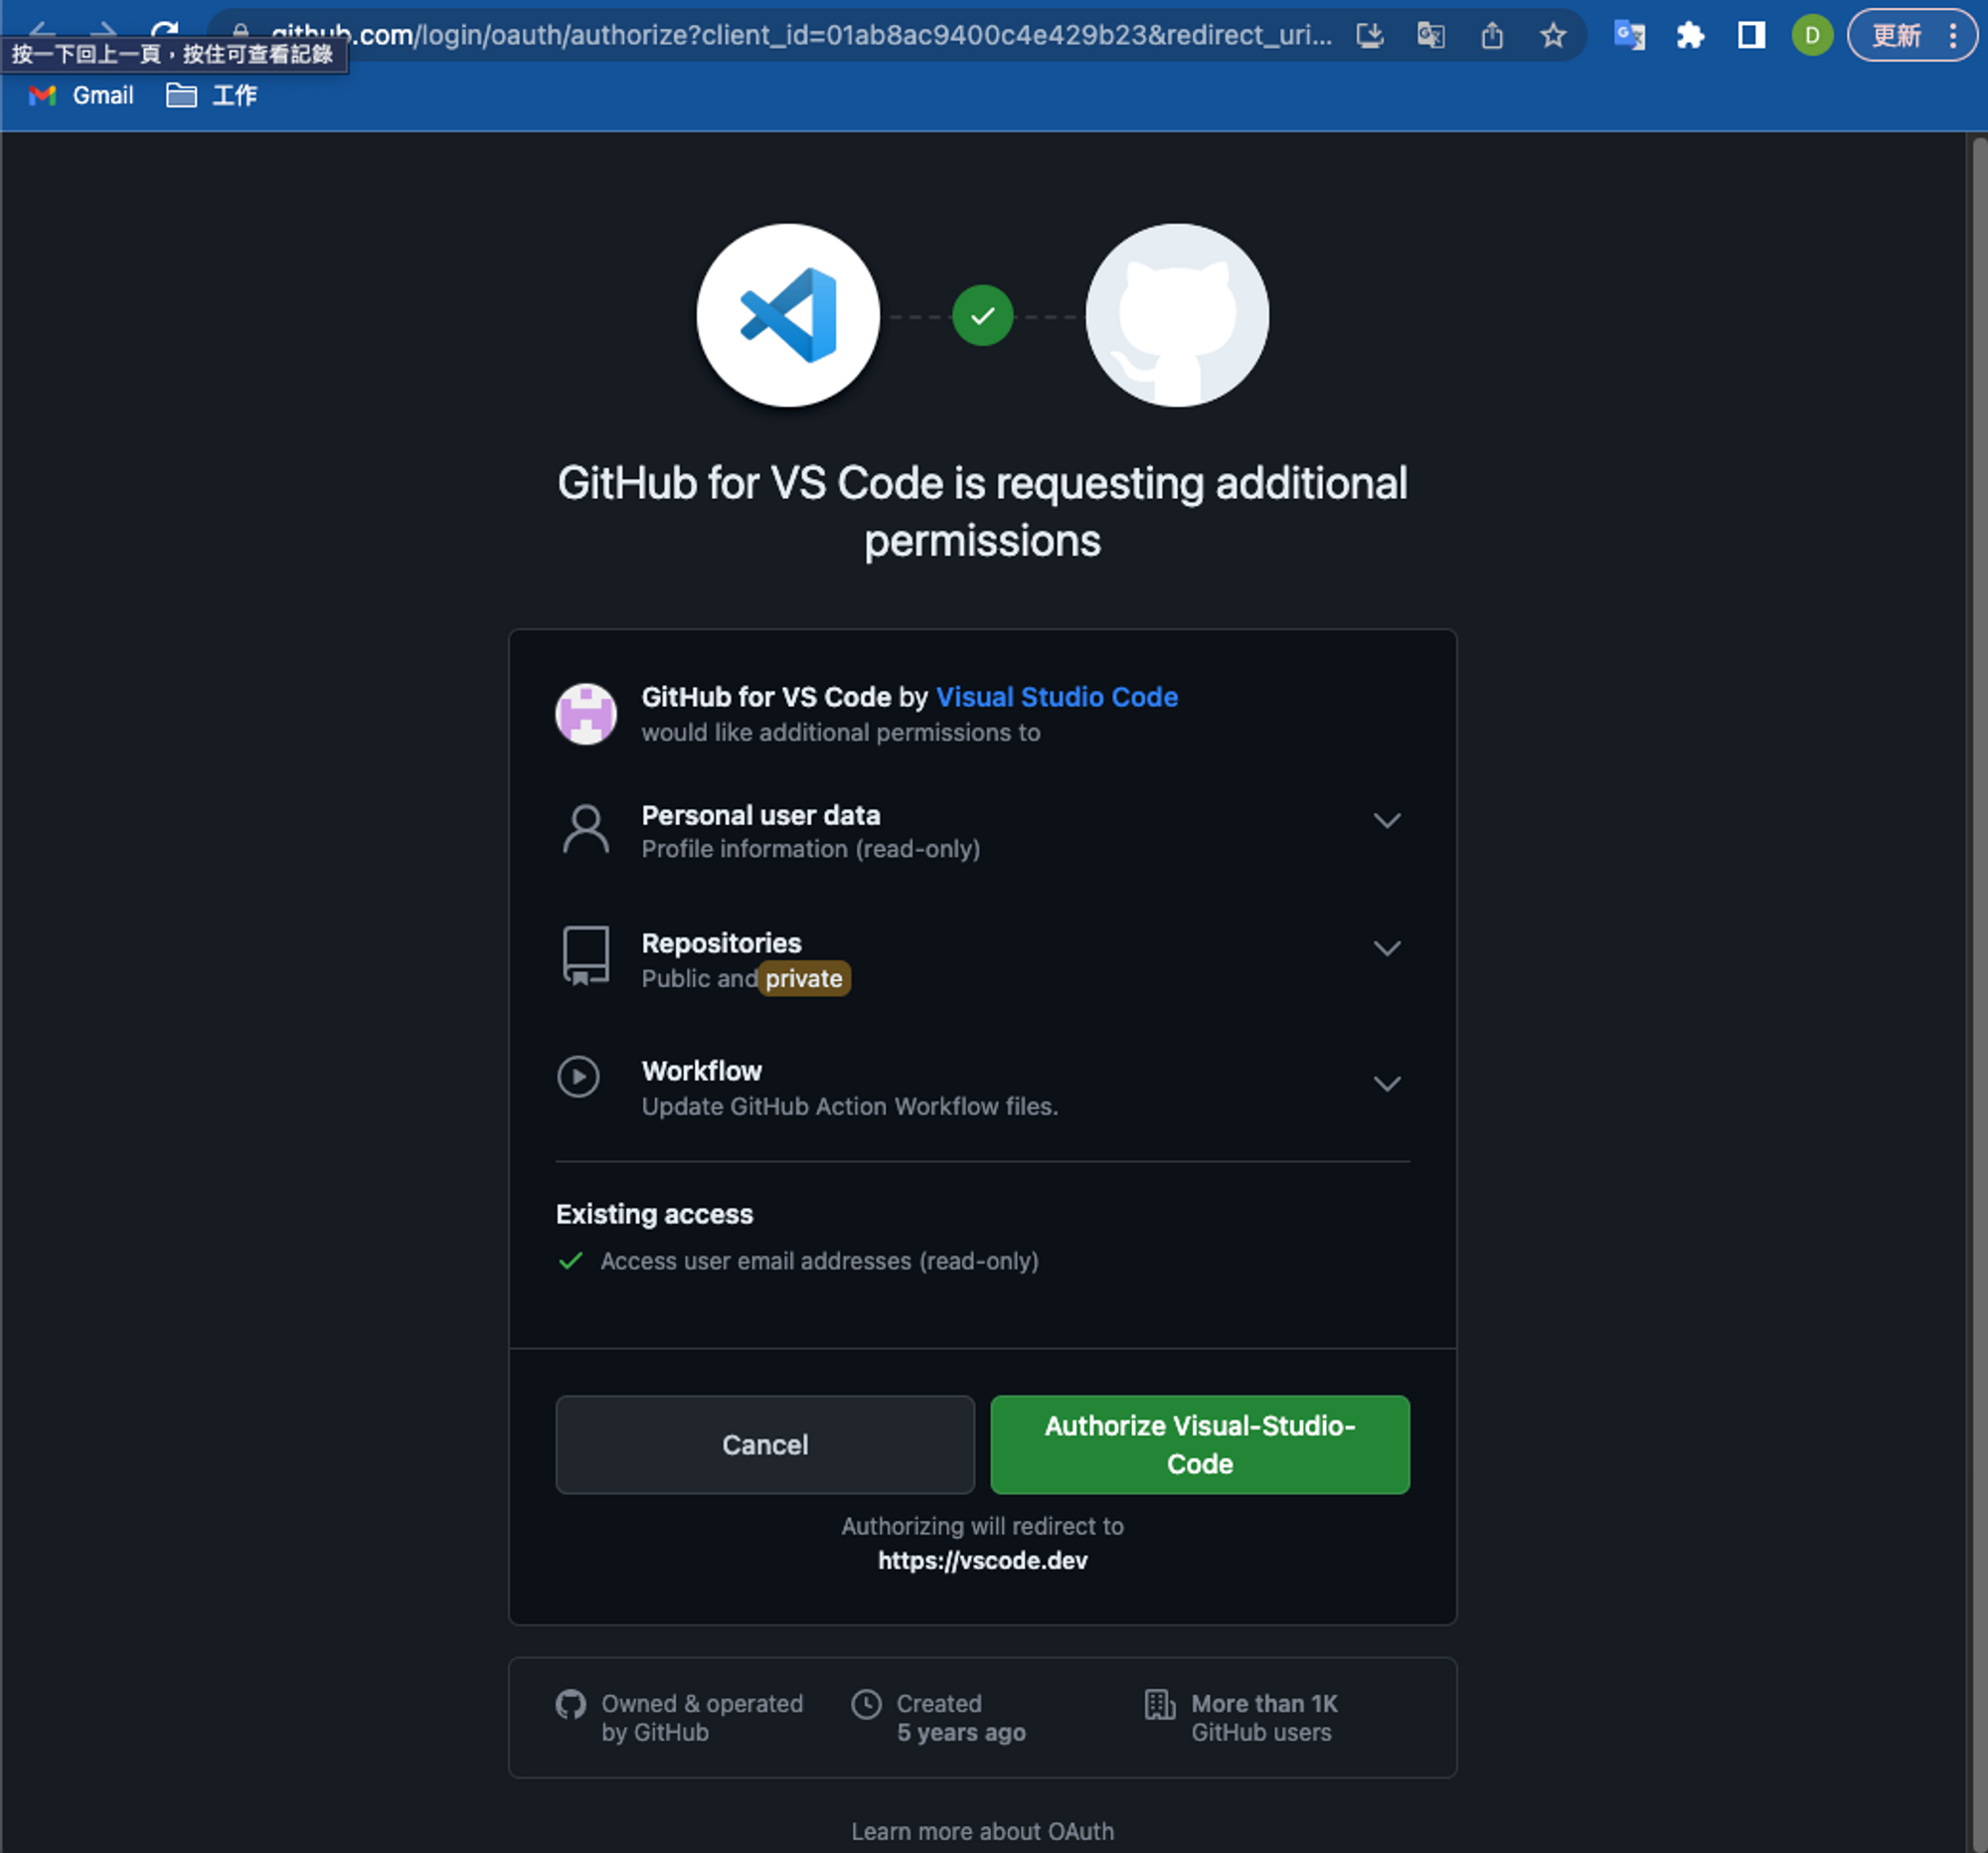 github.com/login/oauth/authorize?client_id=01ab8ac9400c4e429b23&redirect_uri...
D
更新
按一下回上一頁，按住可查看記錄
Gmail
工作
GitHub for VS Code is requesting additional
permissions
GitHub for VS Code by Visual Studio Code
would like additional permissions to
Personal user data
Profile information (read-only)
Repositories
Public and private
Workflow
Update GitHub Action Workflow files.
Existing access
Access user email addresses (read-only)
Cancel
Authorize Visual-Studio-
Code
Authorizing will redirect to
https://vscode.dev
Owned & operated
by GitHub
Created
5 years ago
More than 1K
GitHub users
Learn more about OAuth